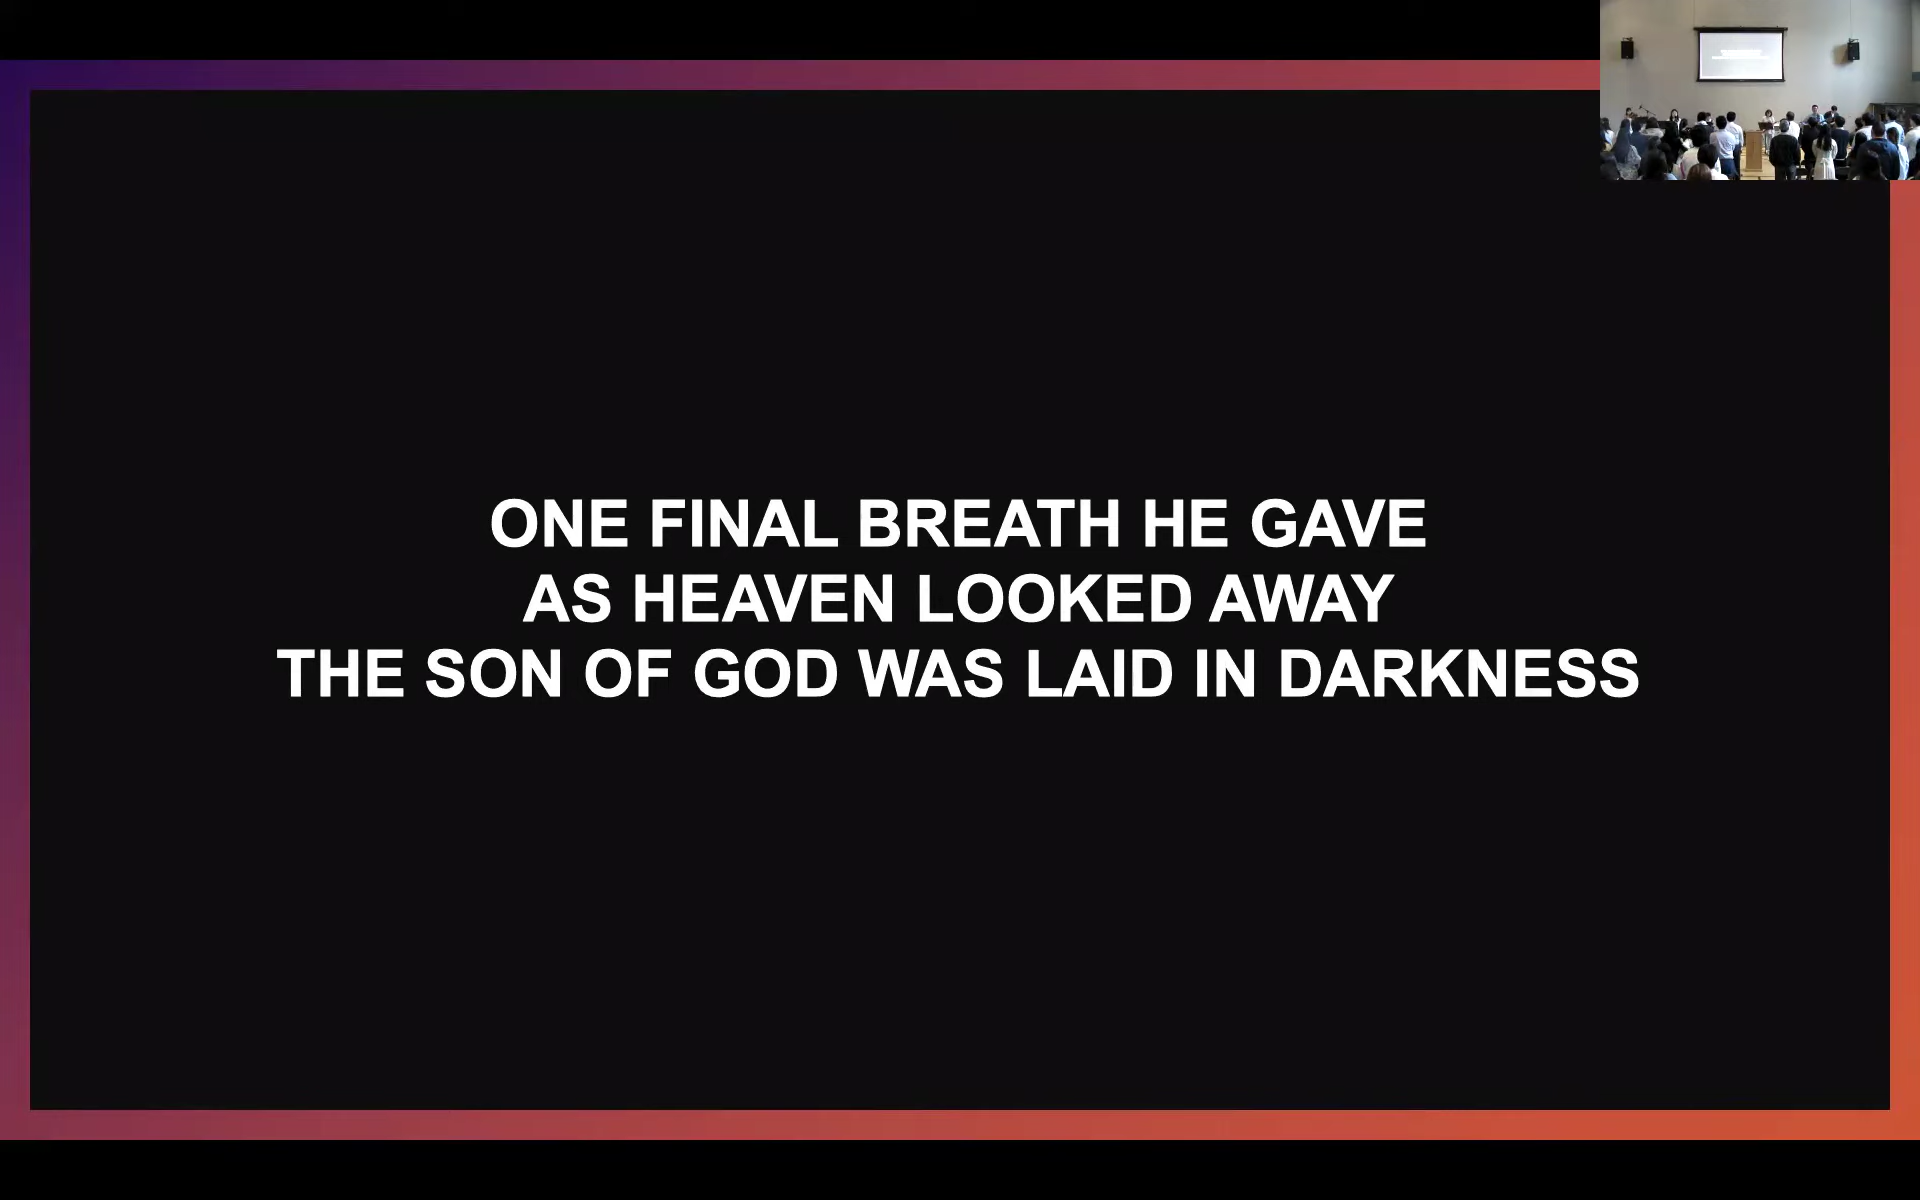 ONE FINAL BREATH HE GAVE
AS HEAVEN LOOKED AWAY
THE SON OF GOD WAS LAID IN DARKNESS